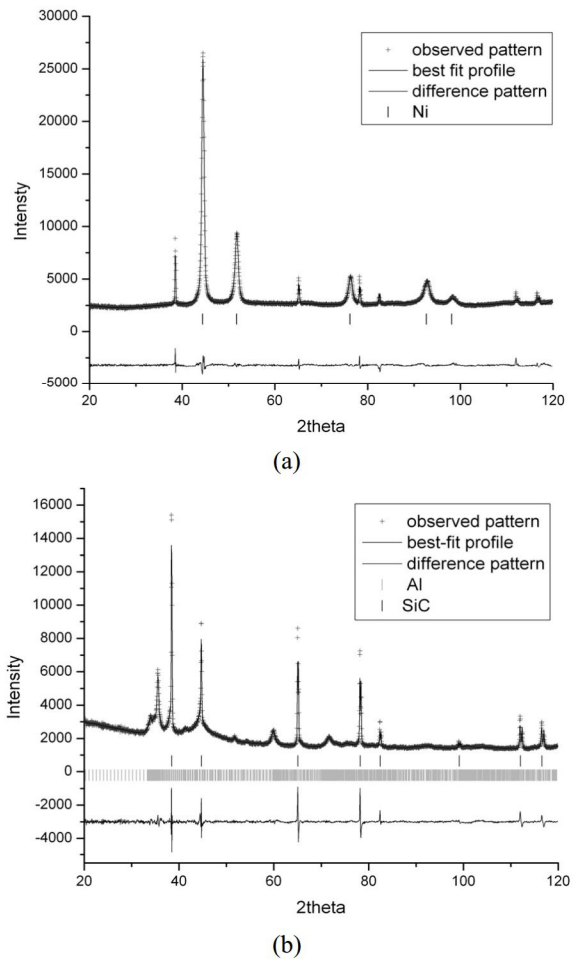 (a)
30000
25000
20000
15000
10000
5000
0
-5000
Intensty
observed pattern
best fit profile
difference pattern
Ni
20 40 60 80 100 120
2theta
(a)
16000
14000
12000
10000
8000
6000
4000
2000
0
-2000
-4000
Intensity
observed pattern
best-fit profile
difference pattern
Al
SiC
20 40 60 80 100 120
2theta
(b)